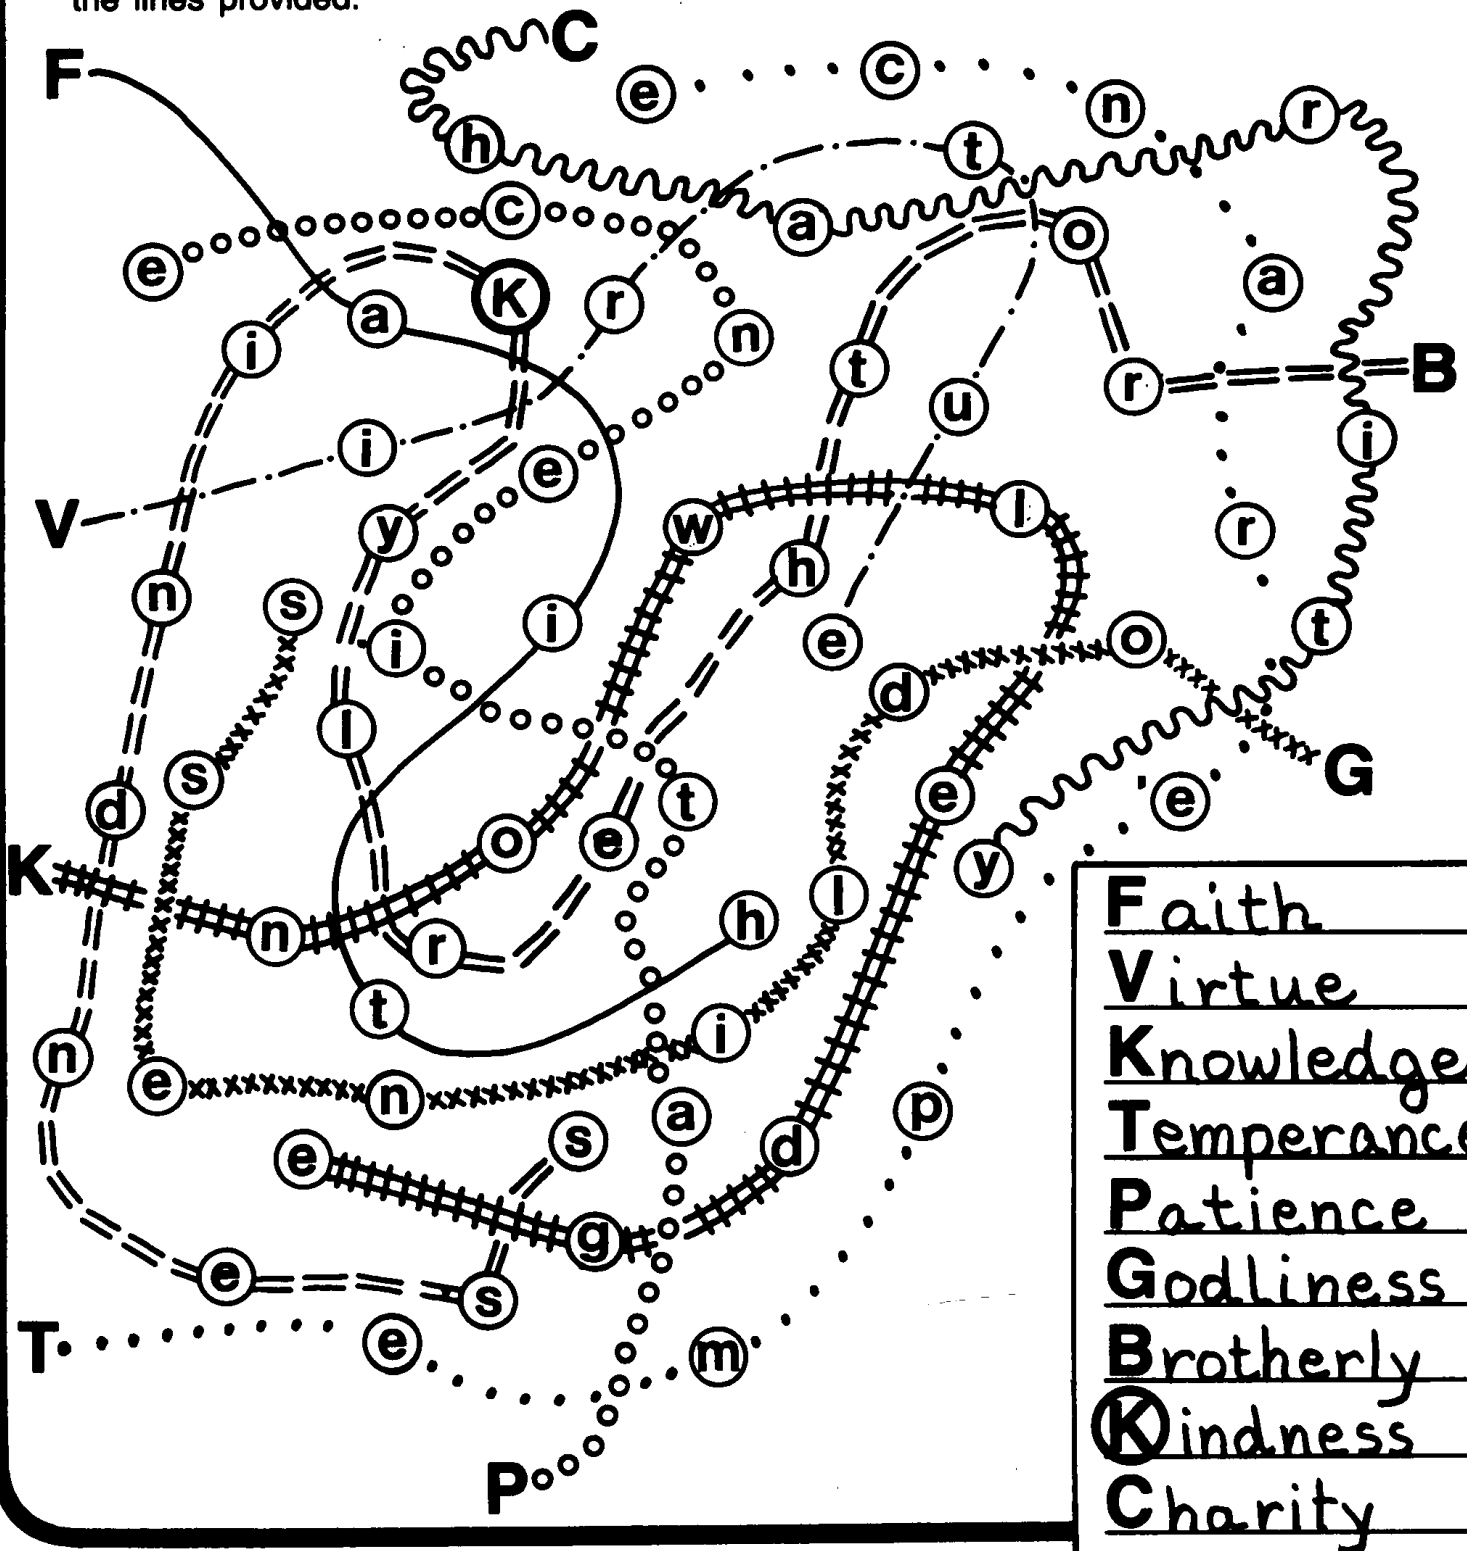 the lines provided.
C
F e c n r
h t
c a o
e K a
a r n
i t r B
i u i
V y e w l r
n s h
i i e o t
l d
d s t e e G
K o e y
n r h l
t i
n e n a p
e s d
e g
s
T e m
P
Faith
Virtue
Knowledge
Temperance
Patience
Godliness
Brotherly
Kindness
Charity